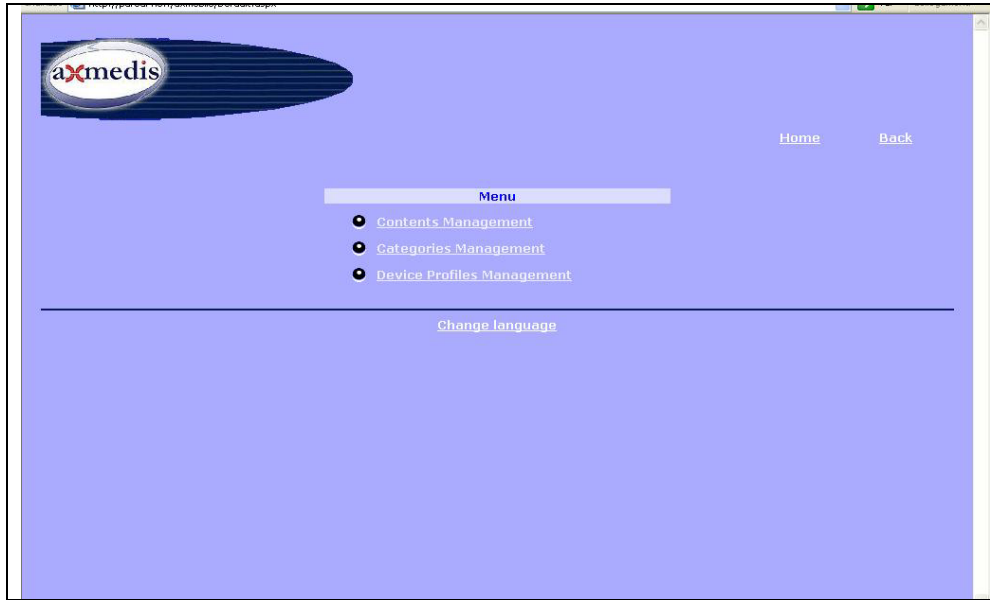 axmedis
Home Back
Menu
Contents Management
Categories Management
Device Profiles Management
Change language